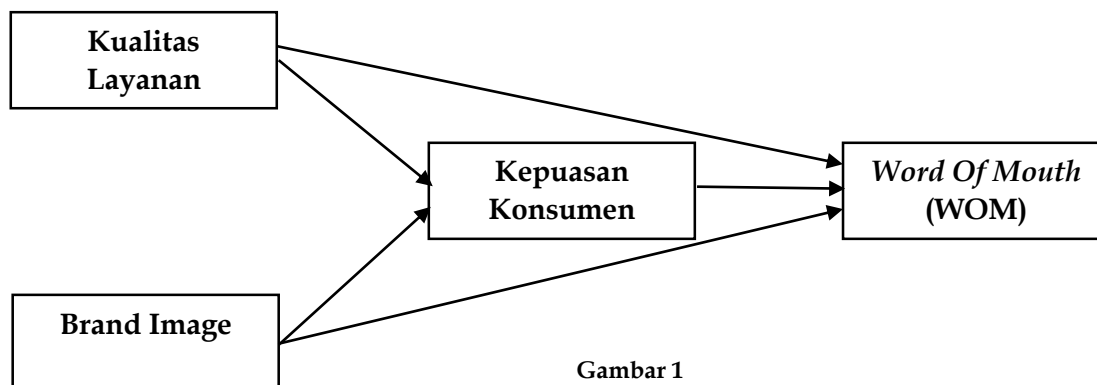 Kualitas
Layanan
Kepuasan
Konsumen
Word Of Mouth
(WOM)
Brand Image
Gambar 1